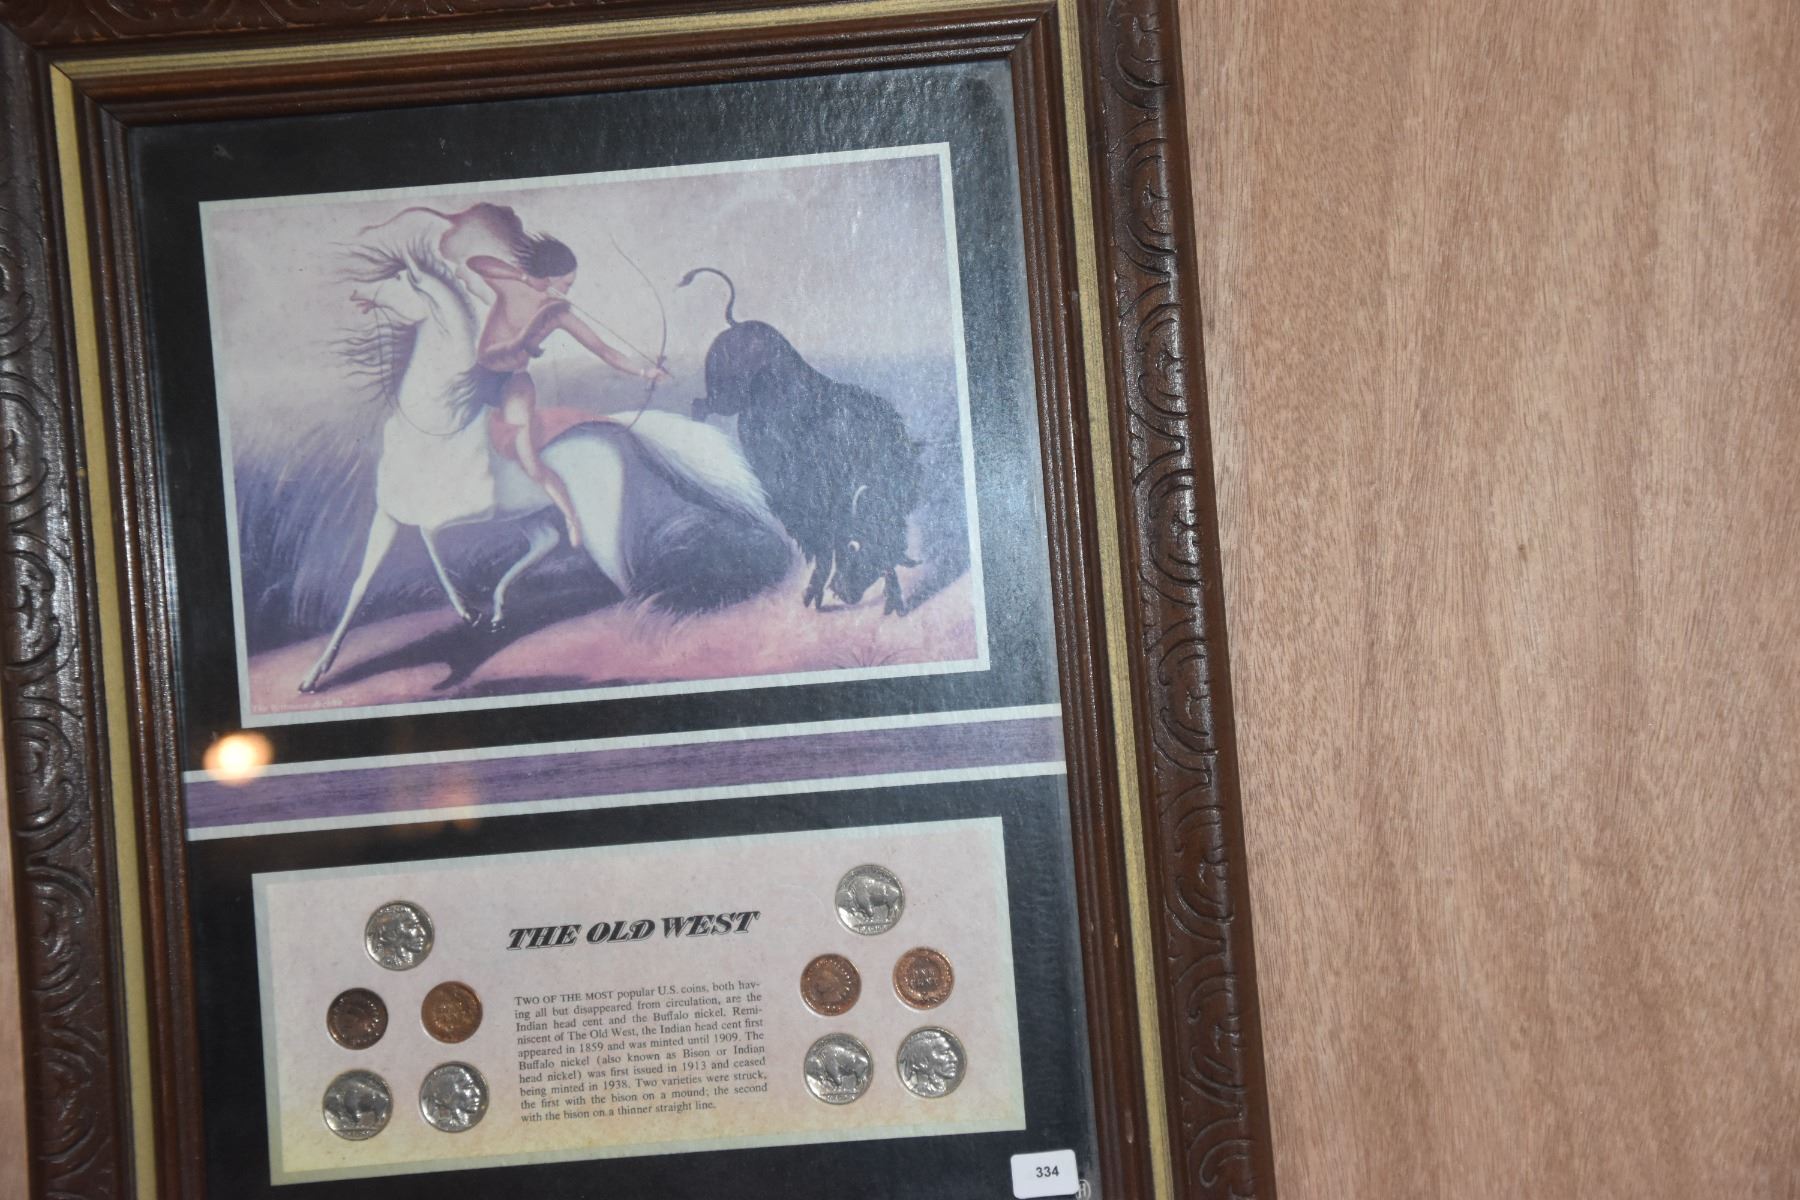 THE OLD WEST
TWO OF THE MOST popular U.S. coins, both hav-
ing all but disappeared from circulation, are the
Indian head cent and the Buffalo nickel. Remi-
niscent of The Old West, the Indian head cent first
appeared in 1859 and was minted until 1909. The
Buffalo nickel (also known as Bison or Indian
head nickel) was first issued in 1913 and ceased
being minted in 1938. Two varieties were struck,
the first with the bison on a mound; the second
with the bison on a thinner straight line.
334